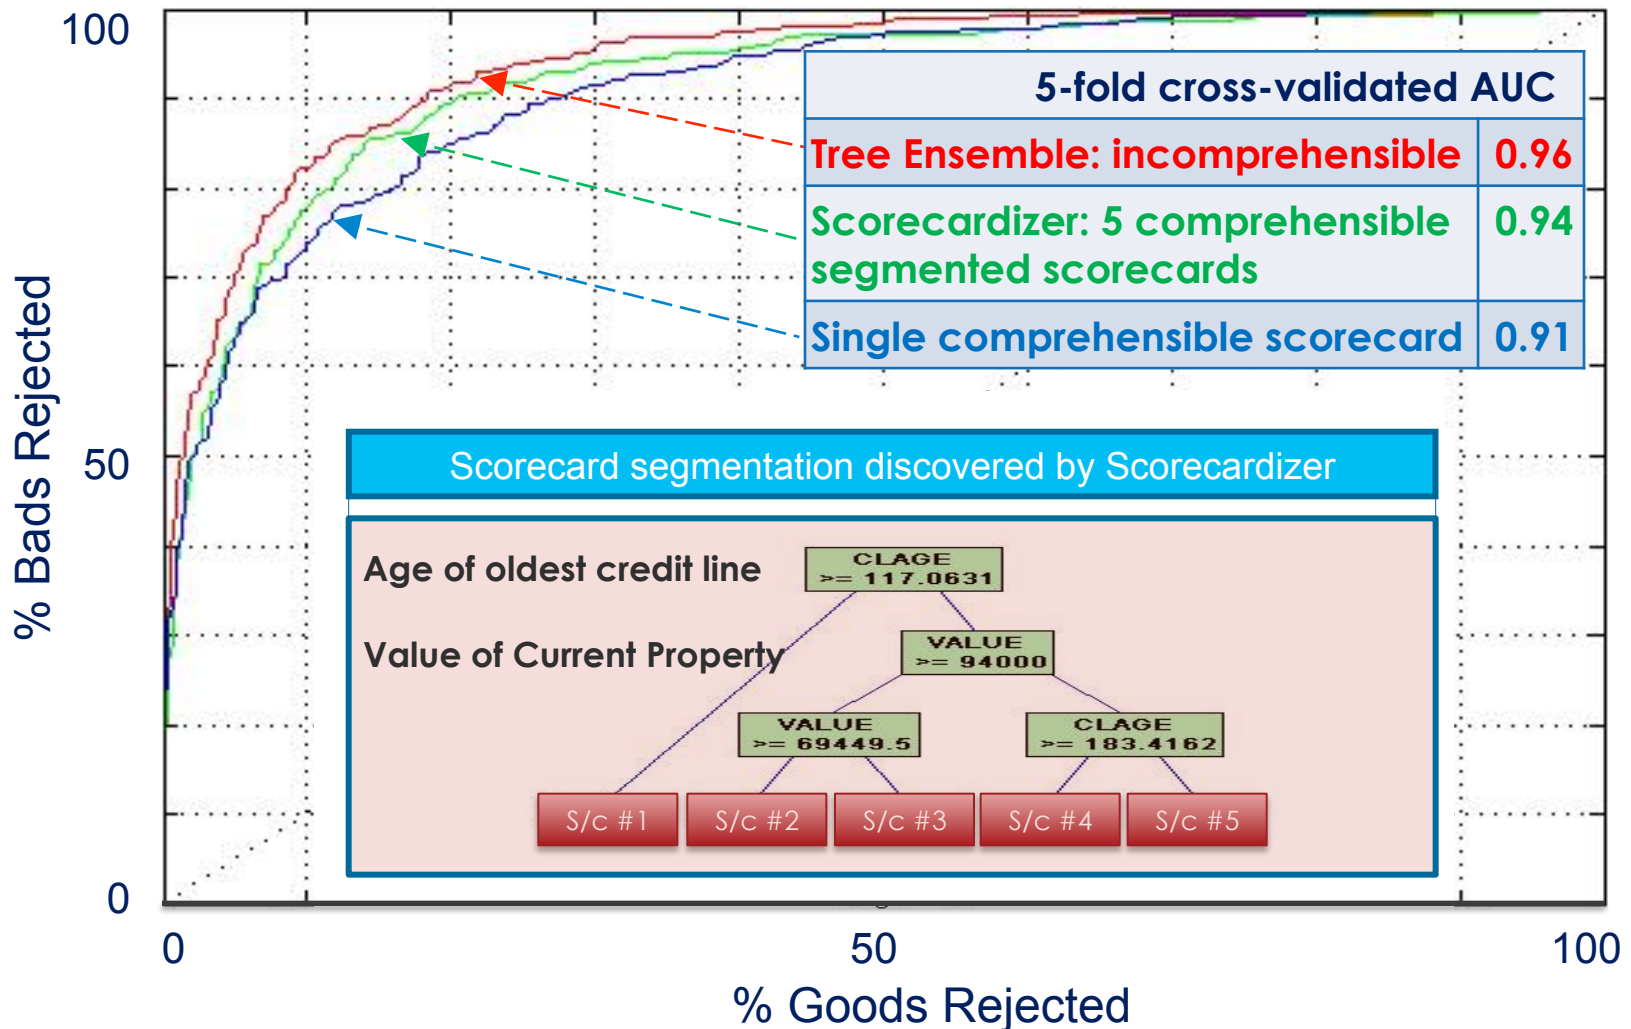 100
50
0
% Bads Rejected
0
50
100
% Goods Rejected
5-fold cross-validated AUC
Tree Ensemble: incomprehensible 0.96
Scorecardizer: 5 comprehensible 0.94
segmented scorecards
Single comprehensible scorecard 0.91
Scorecard segmentation discovered by Scorecardizer
Age of oldest credit line
CLAGE
>= 117.0631
Value of Current Property
VALUE
>= 94000
VALUE
>= 69449.5
CLAGE
>= 183.4162
S/c #1
S/c #2
S/c #3
S/c #4
S/c #5